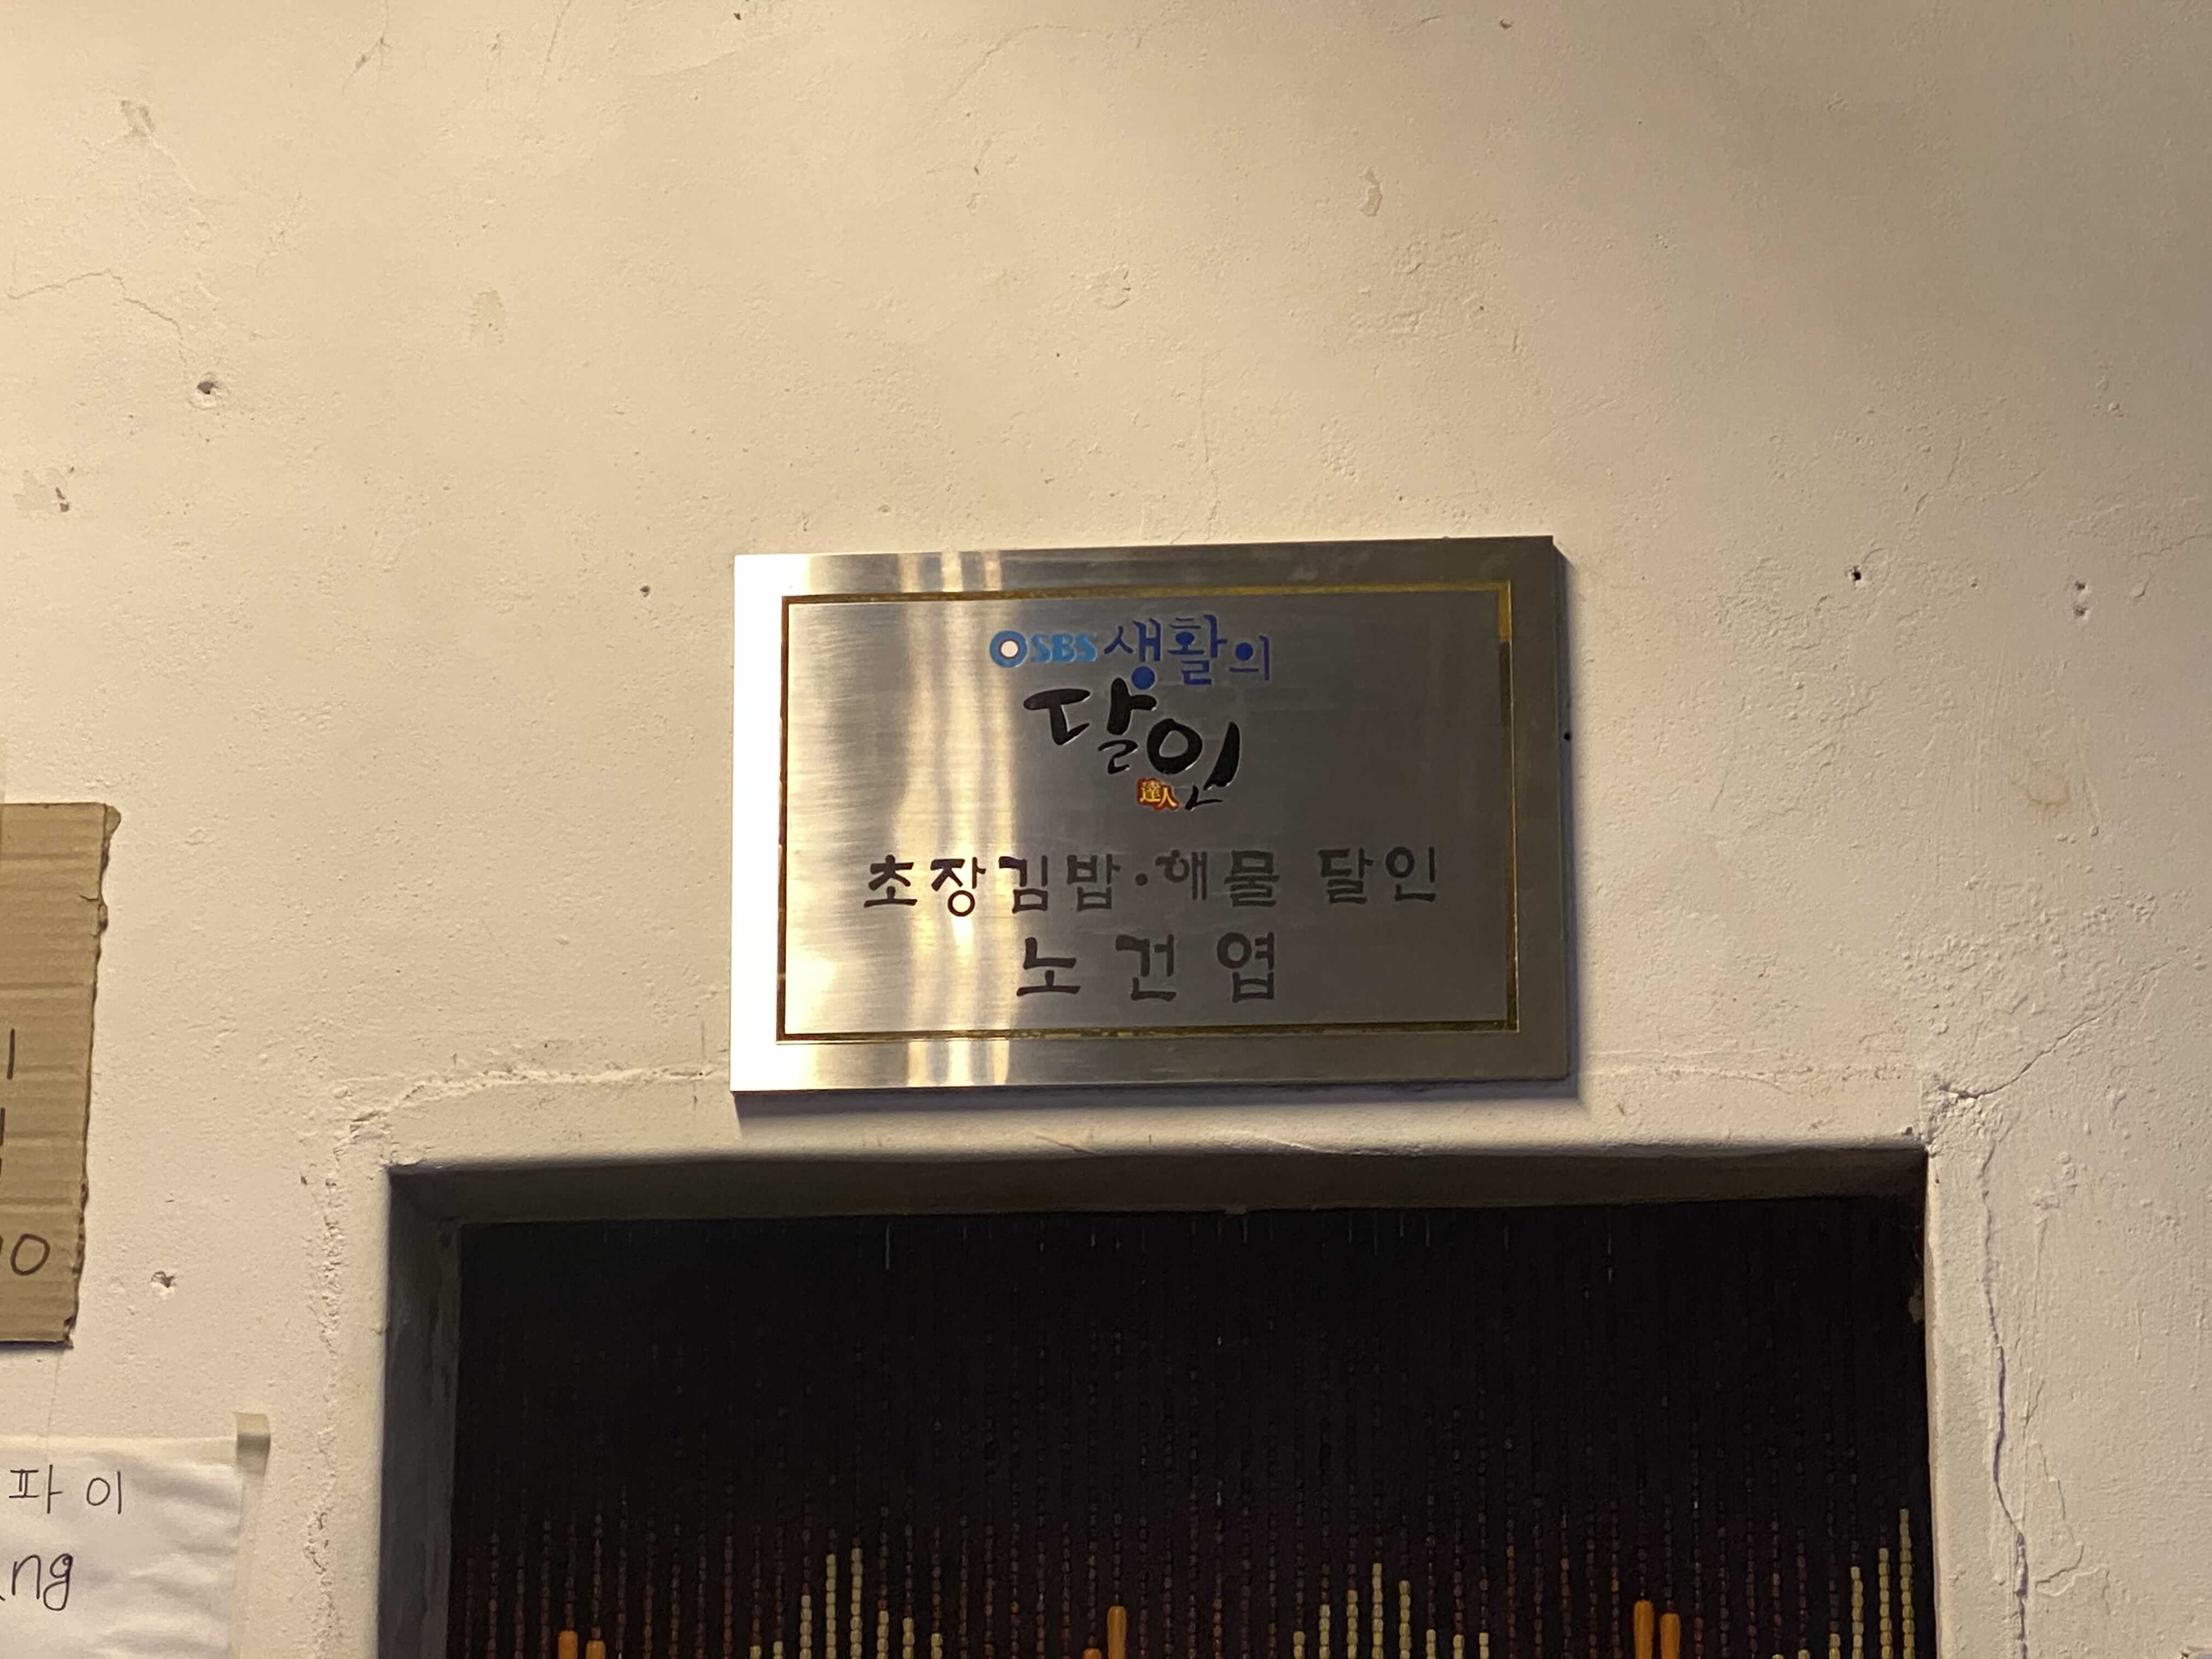 SBS 생활의
달인
達人
초장김밥·해물 달인
노건엽
10
파이
ng